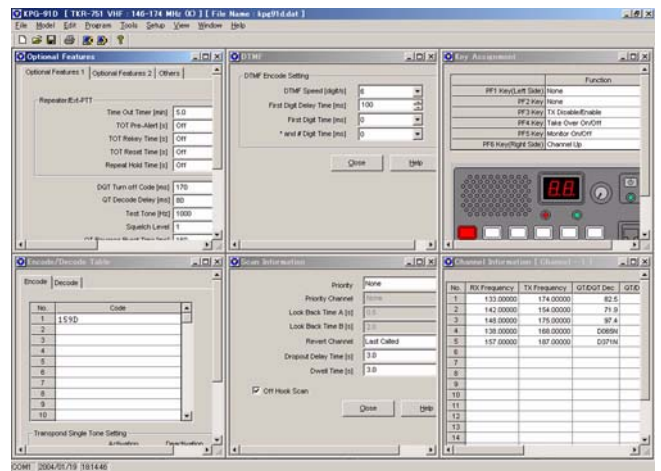 KPG-91D [ TKR-751 VHF : 146-174 MHz (K) ] [ File Name : kpg91d.dat ]
File Model Edit Program Tools Setup View Window Help
Optional Features
Optional Features 1 Optional Features 2 Others
Repeater/Ext-PTT
Time Out Timer [min] 5.0
TOT Pre-Alert [s] Off
TOT Rekey Time [s] Off
TOT Reset Time [s] Off
Repeat Hold Time [s] Off
DQT Turn off Code [ms] 170
QT Decode Delay [ms] 80
Test Tone [Hz] 1000
Squelch Level 1
DTMF
DTMF Encode Setting
DTMF Speed [digit/s] 6
First Digit Delay Time [ms] 100
First Digit Time [ms] 0
* and # Digit Time [ms] 0
Close Help
Key Assignment
Function
PF1 Key(Left Side) None
PF2 Key None
PF3 Key TX Disable/Enable
PF4 Key Take Over On/Off
PF5 Key Monitor On/Off
PF6 Key(Right Side) Channel Up
8.8.
Encode/Decode Table
Encode Decode
No. Code
1 159D
2
3
4
5
6
7
8
9
10
Transpond Single Tone Setting
Activation Deactivation
Scan Information
Priority None
Priority Channel None
Look Back Time A [s] 0.5
Look Back Time B [s] 2.0
Revert Channel Last Called
Dropout Delay Time [s] 3.0
Dwell Time [s] 3.0
Off Hook Scan
Close Help
Channel Information [ Channel- 1 ]
No. RX Frequency TX Frequency QT/DQT Dec QT/D
1 133.00000 174.00000 82.5
2 142.00000 154.00000 71.9
3 148.00000 175.00000 97.4
4 138.00000 168.00000 D065N
5 157.00000 187.00000 D371N
6
7
8
9
10
11
12
13
14
COM1 2004/01/19 19:14:46